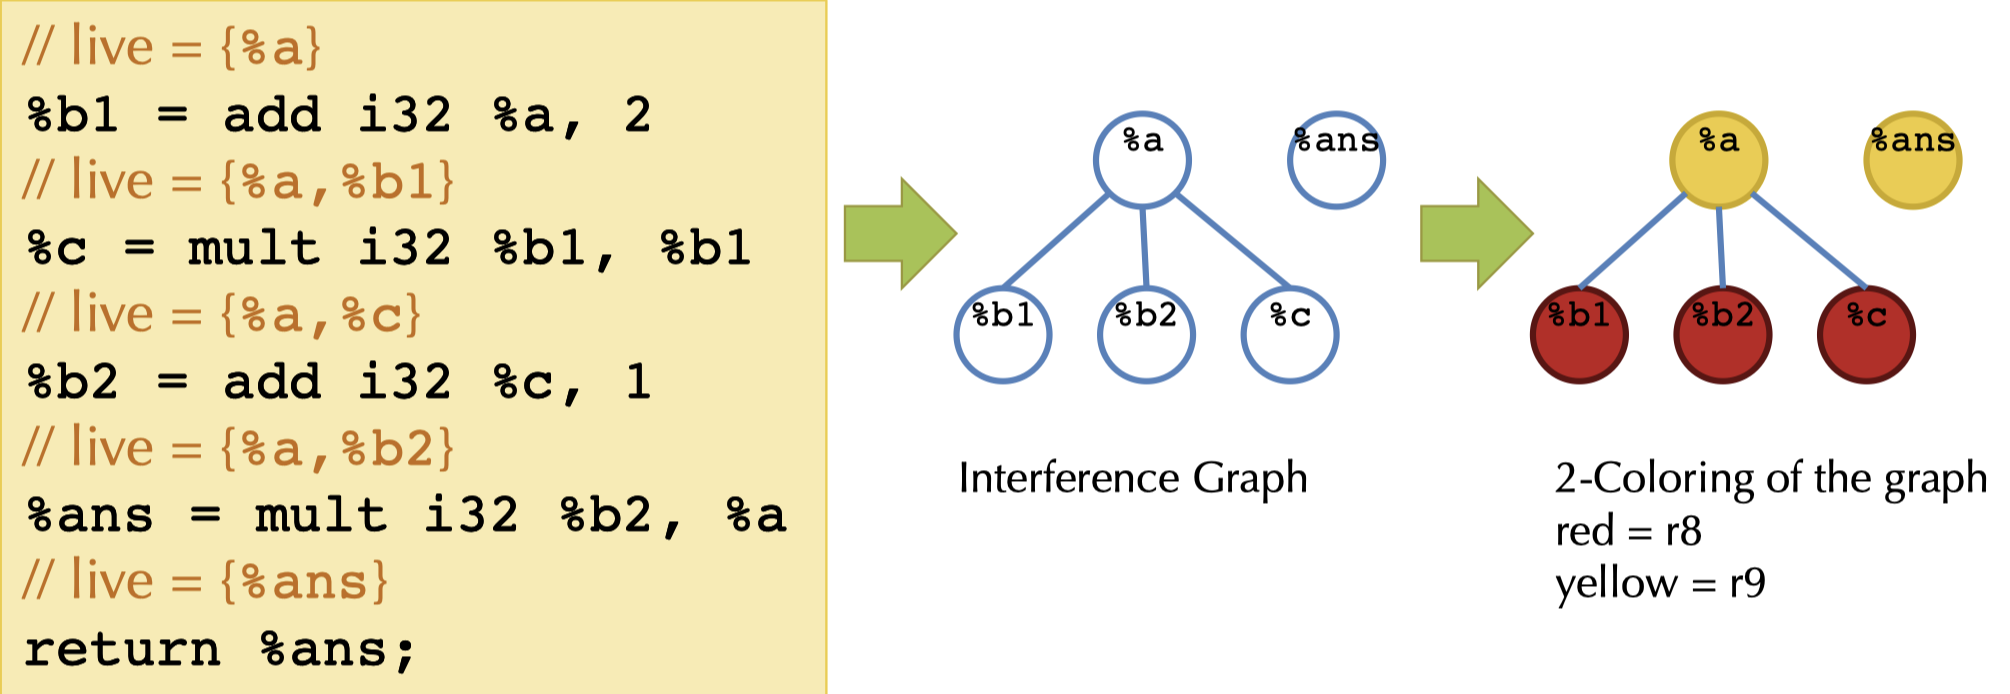 // live = {%a}
%b1 = add i32 %a, 2
// live = {%a,%b1}
%c = mult i32 %b1, %b1
// live = {%a,%c}
%b2 = add i32 %c, 1
// live = {%a,%b2}
%ans = mult i32 %b2, %a
// live = {%ans}
return %ans;
%a
%ans
%b1
%b2
%c
Interference Graph
%a
%ans
%b1
%b2
%c
2-Coloring of the graph
red = r8
yellow = r9